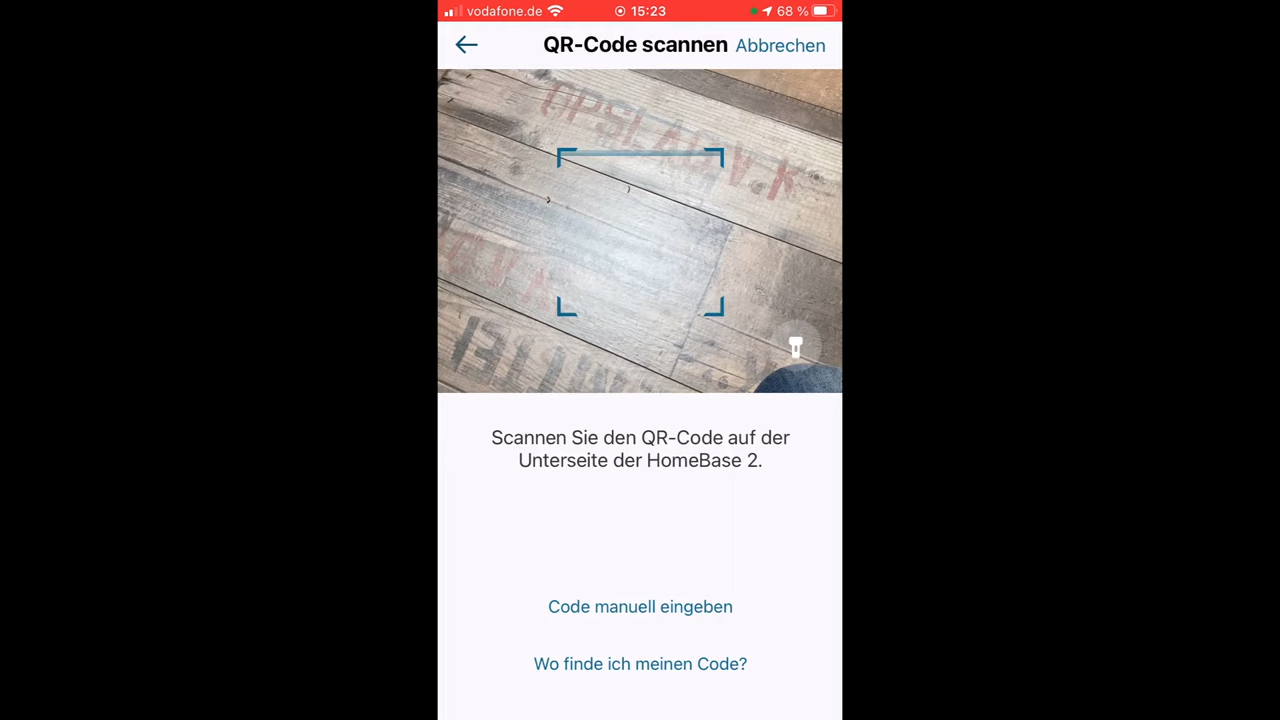 vodafone.de 15:23 68 %
QR-Code scannen Abbrechen
OPSLAG V.K
Scannen Sie den QR-Code auf der
Unterseite der HomeBase 2.
Code manuell eingeben
Wo finde ich meinen Code?